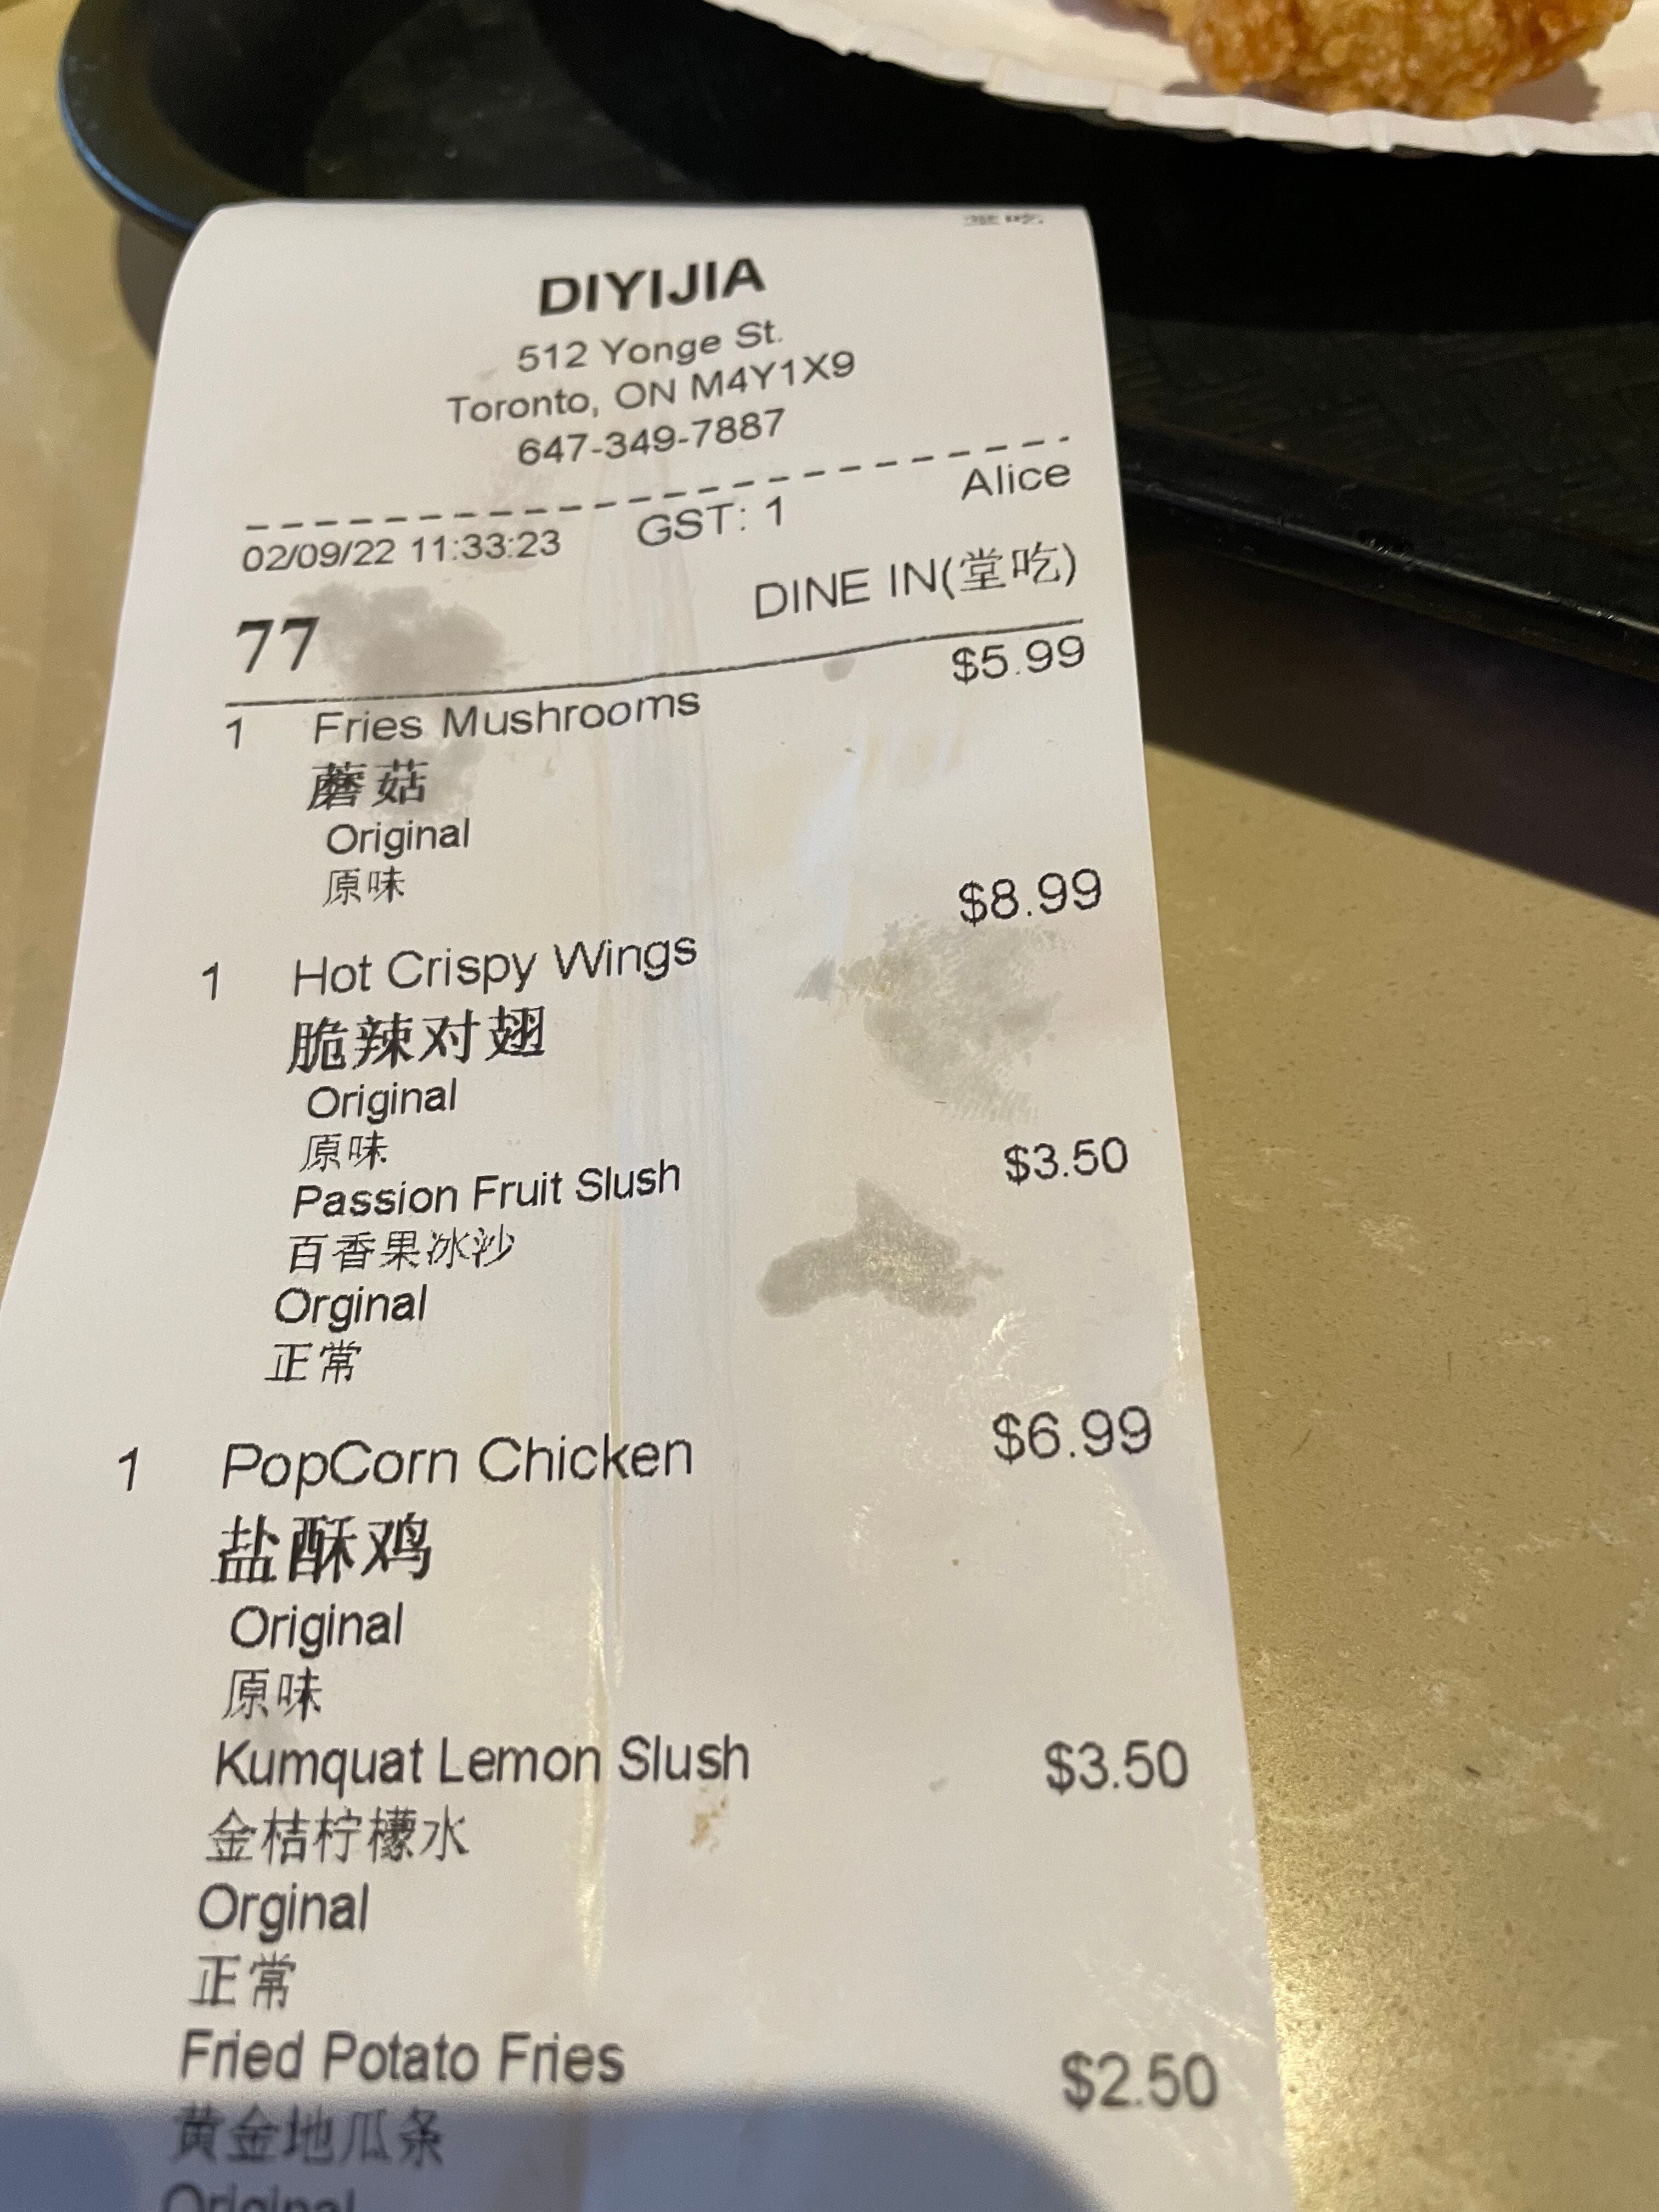 DIYIJIA
512 Yonge St.
Toronto, ON M4Y1X9
647-349-7887
02/09/22 11:33:23 GST: 1 Alice
77 DINE IN(堂吃)
1 Fries Mushrooms $5.99
蘑菇
Original
原味
1 Hot Crispy Wings $8.99
脆辣对翅
Original
原味
Passion Fruit Slush $3.50
百香果冰沙
Orginal
正常
1 PopCorn Chicken $6.99
盐酥鸡
Original
原味
Kumquat Lemon Slush $3.50
金桔柠檬水
Orginal
正常
Fried Potato Fries $2.50
黄金地瓜条
Original